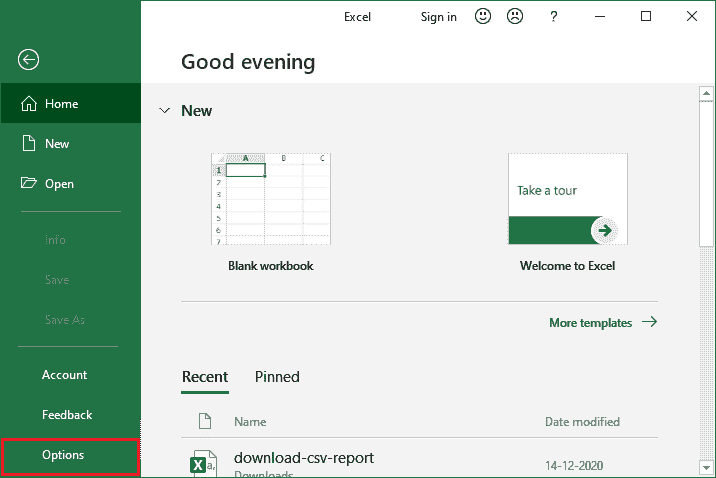 Excel
Sign in
?
Good evening
Home
New
Open
Info
Save
Save As
Account
Feedback
Options
New
A B C
1
2
3
4
5
6
7
Blank workbook
Take a tour
Welcome to Excel
More templates
Recent Pinned
Name Date modified
download-csv-report
14-12-2020
Downloads
X a,